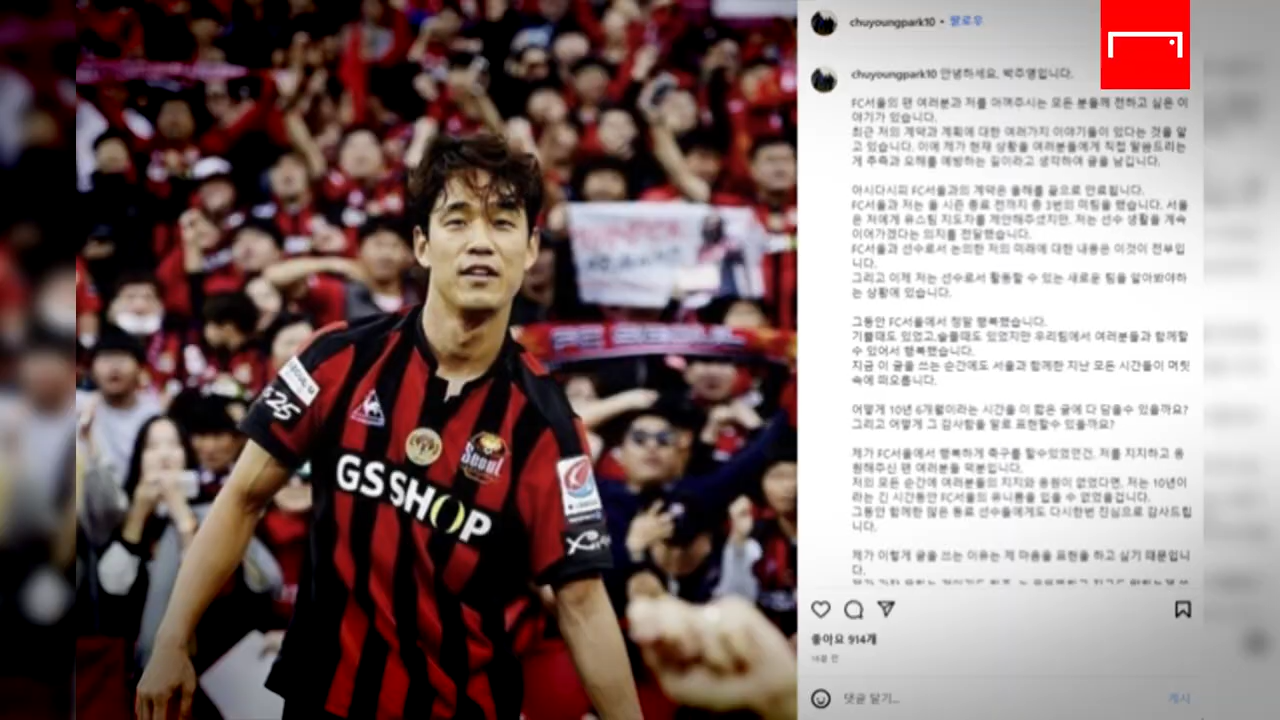 chuyoungpark10 • 팔로우
chuyoungpark10 안녕하세요, 박주영입니다.
FC서울의 팬 여러분과 저를 아껴주시는 모든 분들께 전하고 싶은 이
야기가 있습니다.
최근 저의 계약과 계획에 대한 여러가지 이야기들이 있다는 것을 알
고 있습니다. 이에 제가 현재 상황을 여러분들에게 직접 말씀드리는
게 추측과 오해를 예방하는 길이라고 생각하여 글을 남깁니다.
아시다시피 FC서울과의 계약은 올해를 끝으로 만료됩니다.
FC서울과 저는 올 시즌 종료 전까지 총 3번의 미팅을 했습니다. 서울
은 저에게 유스팀 지도자를 제안해주셨지만, 저는 선수 생활을 계속
이어가겠다는 의지를 전달했습니다.
FC서울과 선수로서 논의한 저의 미래에 대한 내용은 이것이 전부입
니다.
그리고 이제 저는 선수로서 활동할 수 있는 새로운 팀을 알아봐야하
는 상황에 있습니다.
그동안 FC서울에서 정말 행복했습니다.
기쁠때도 있었고,슬플때도 있었지만 우리팀에서 여러분들과 함께할
수 있어서 행복했습니다.
지금 이 글을 쓰는 순간에도 서울과 함께한 지난 모든 시간들이 머릿
속에 떠오릅니다.
어떻게 10년 6개월이라는 시간을 이 짧은 글에 다 담을수 있을까요?
그리고 어떻게 그 감사함을 말로 표현할수 있을까요?
제가 FC서울에서 행복하게 축구를 할수있었던건, 저를 지지하고 응
원해주신 팬 여러분들 덕분입니다.
저의 모든 순간에 여러분들의 지지와 응원이 없었다면, 저는 10년이
라는 긴 시간동안 FC서울의 유니폼을 입을 수 없었을겁니다.
그동안 함께한 많은 동료 선수들에게도 다시한번 진심으로 감사드립
니다.
제가 이렇게 글을 쓰는 이유는 제 마음을 표현을 하고 싶기 때문입니
다.
좋아요 914개
댓글 달기...
게시
GS SHOP
Seoul
25